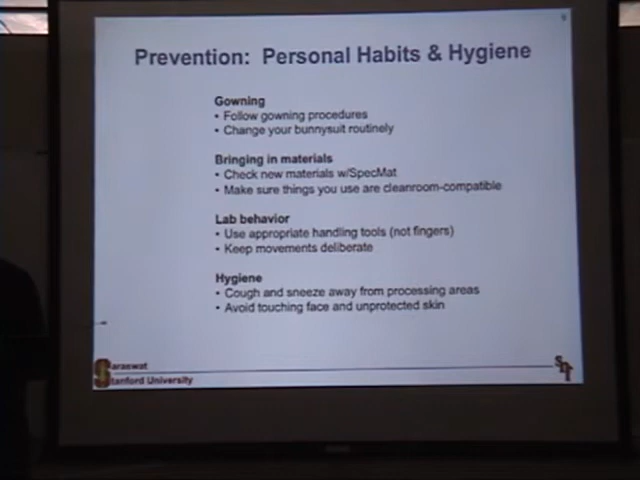 Prevention: Personal Habits & Hygiene
Gowning
• Follow gowning procedures
• Change your bunnysuit routinely
Bringing in materials
• Check new materials w/SpecMat
• Make sure things you use are cleanroom-compatible
Lab behavior
• Use appropriate handling tools (not fingers)
• Keep movements deliberate
Hygiene
• Cough and sneeze away from processing areas
• Avoid touching face and unprotected skin
Saraswat
Stanford University